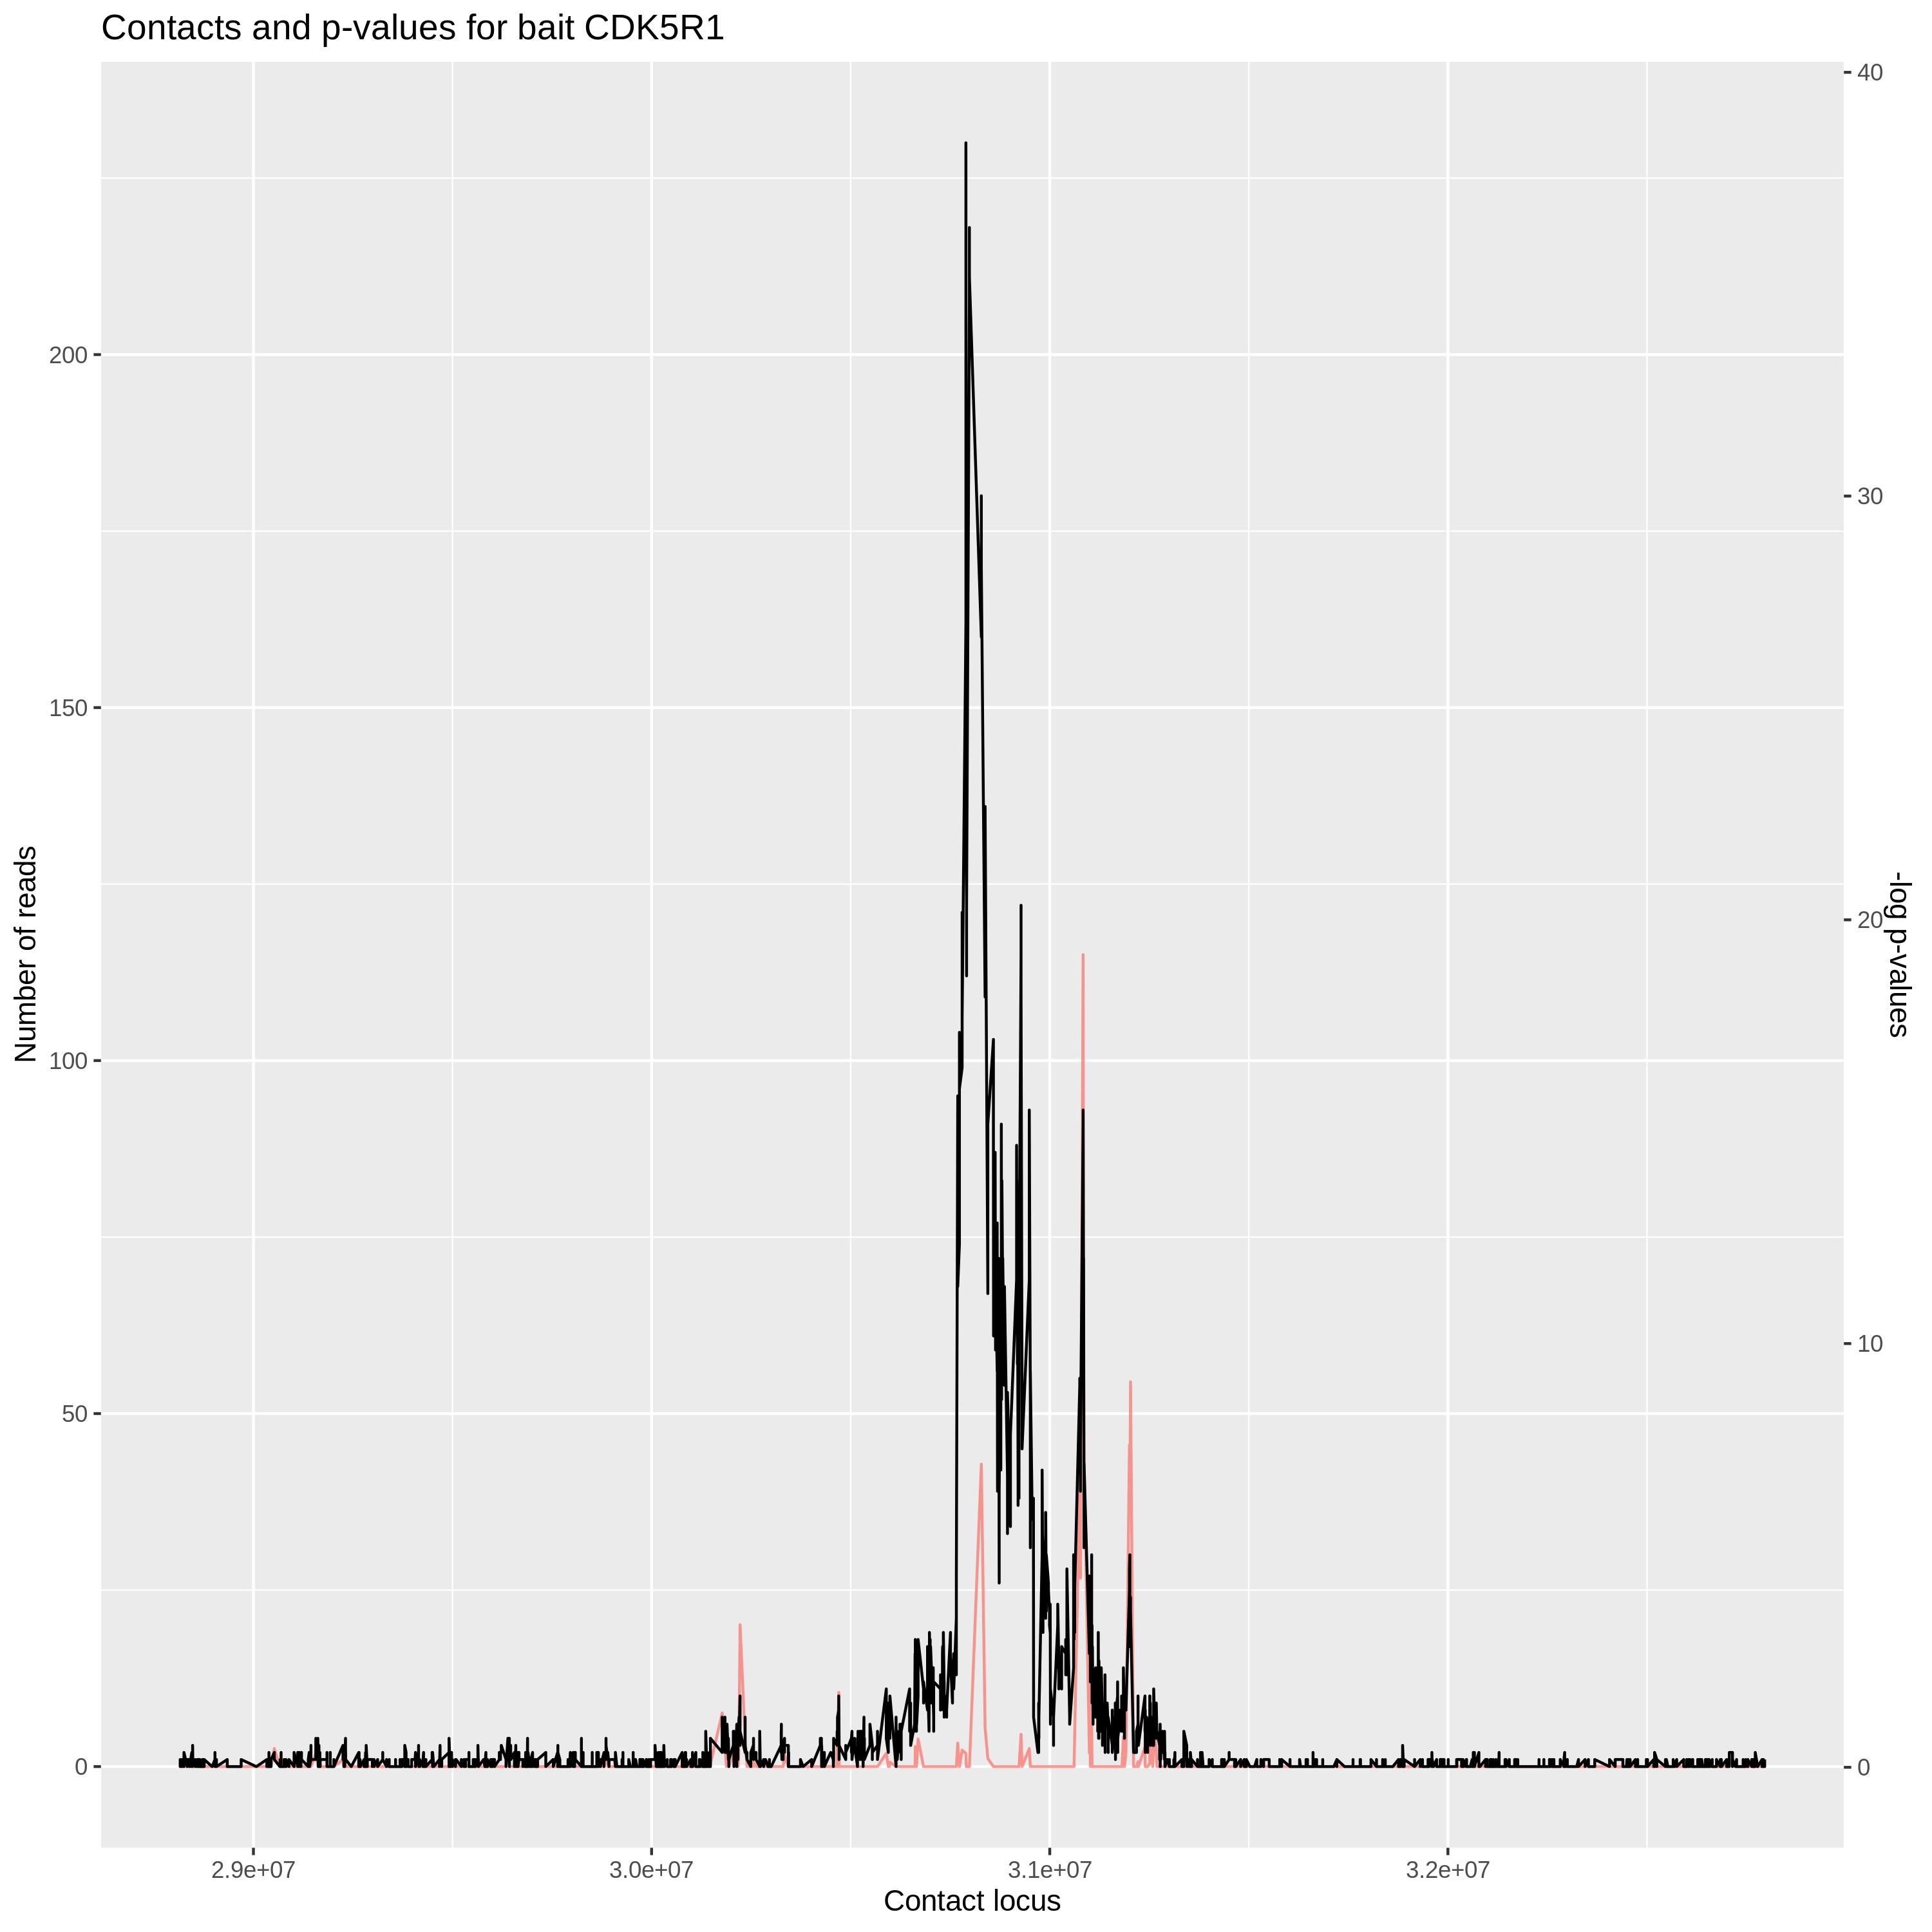 Contacts and p-values for bait CDK5R1
Number of reads
200
150
100
50
0
40
30
20
10
0
-log p-values
2.9e+07 3.0e+07 3.1e+07 3.2e+07
Contact locus